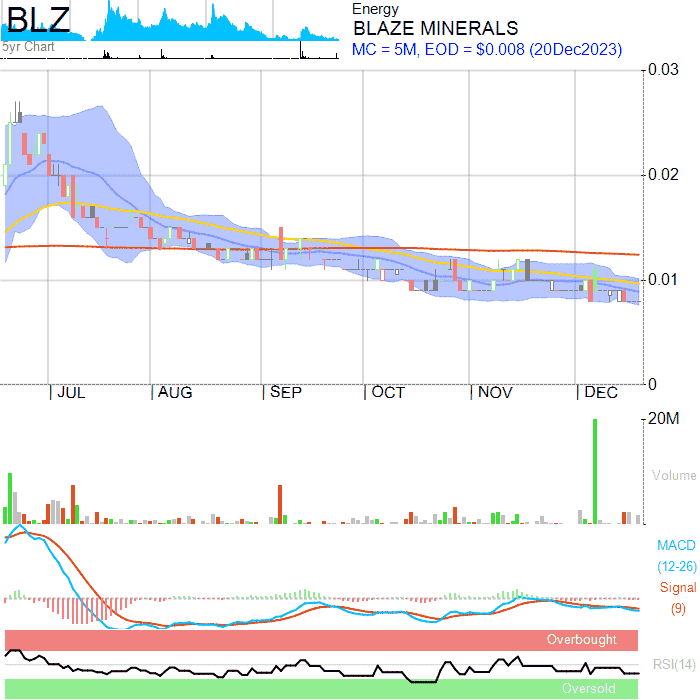 BLZ
5yr Chart
Energy
BLAZE MINERALS
MC = 5M, EOD = $0.008 (20Dec2023)
0.03
0.02
0.01
0
JUL AUG SEP OCT NOV DEC
20M
Volume
MACD
(12-26)
Signal
(9)
Overbought
RSI(14)
Oversold